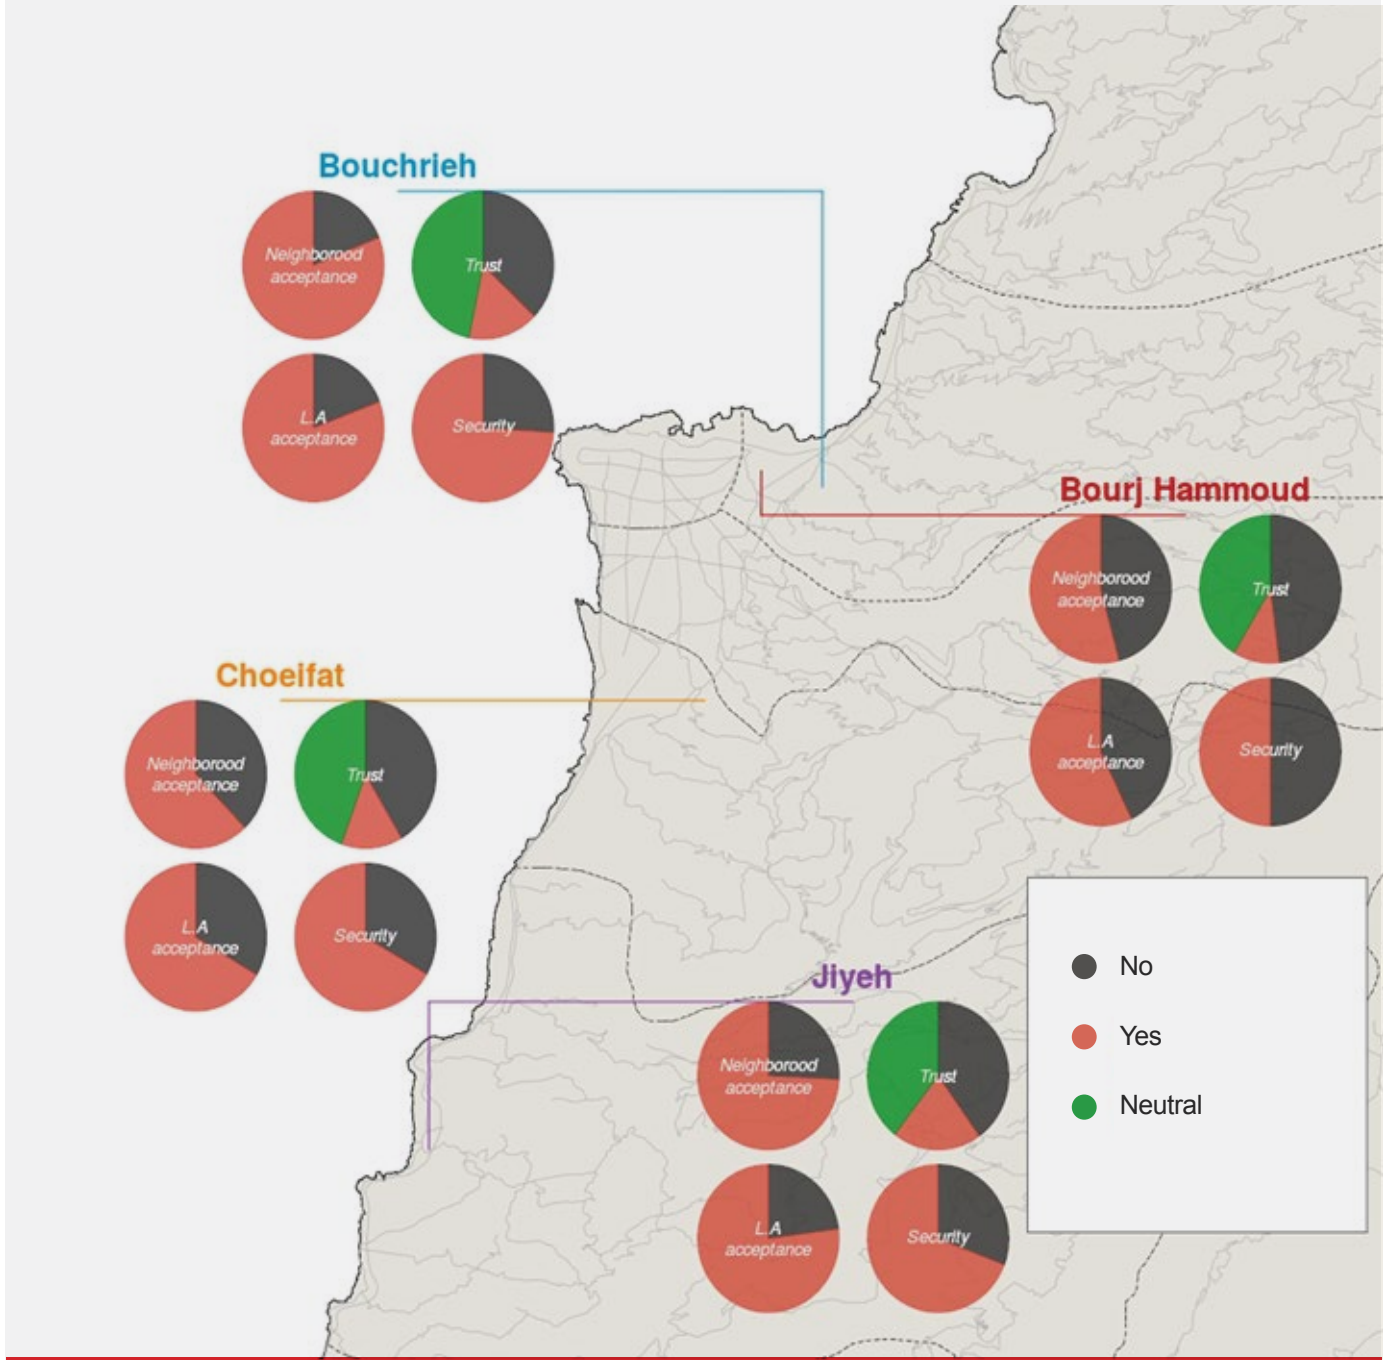 Bouchrieh
Neighborood
acceptance
Trust
L.A
acceptance
Security
Bourj Hammoud
Neighborood
acceptance
Trust
L.A
acceptance
Security
Choeifat
Neighborood
acceptance
Trust
L.A
acceptance
Security
Jiyeh
Neighborood
acceptance
Trust
L.A
acceptance
Security
No
Yes
Neutral